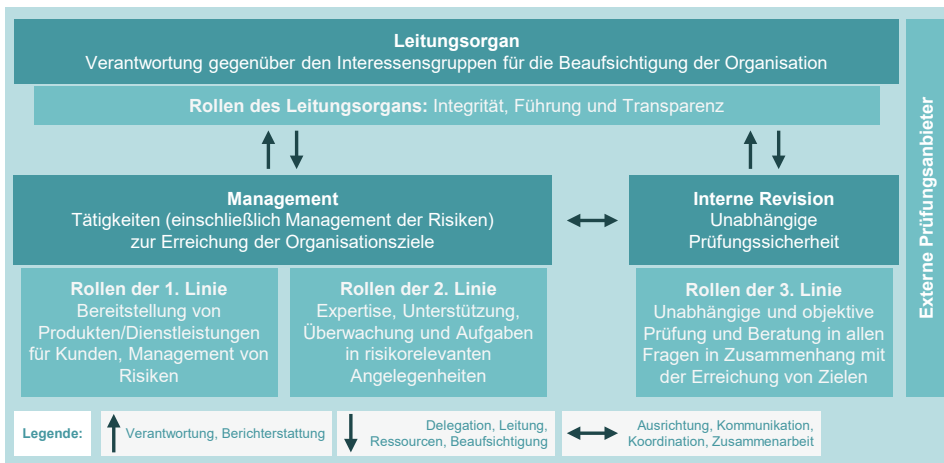 Leitungsorgan
Verantwortung gegenüber den Interessensgruppen für die Beaufsichtigung der Organisation
Rollen des Leitungsorgans: Integrität, Führung und Transparenz
Management
Tätigkeiten (einschließlich Management der Risiken)
zur Erreichung der Organisationsziele
Interne Revision
Unabhängige
Prüfungssicherheit
Rollen der 1. Linie
Bereitstellung von
Produkten/Dienstleistungen
für Kunden, Management von
Risiken
Rollen der 2. Linie
Expertise, Unterstützung,
Überwachung und Aufgaben
in risikorelevanten
Angelegenheiten
Rollen der 3. Linie
Unabhängige und objektive
Prüfung und Beratung in allen
Fragen in Zusammenhang mit
der Erreichung von Zielen
Externe Prüfungsanbieter
Legende:
Verantwortung, Berichterstattung
Delegation, Leitung,
Ressourcen, Beaufsichtigung
Ausrichtung, Kommunikation,
Koordination, Zusammenarbeit